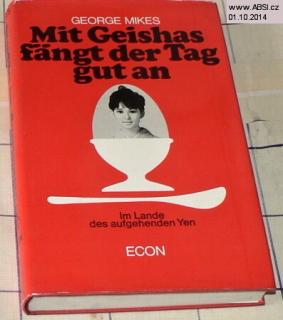 www.ABSI.cz
01.10.2014
GEORGE MIKES
Mit Geishas
fängt der Tag
gut an
Im Lande
des aufgehenden Yen
ECON